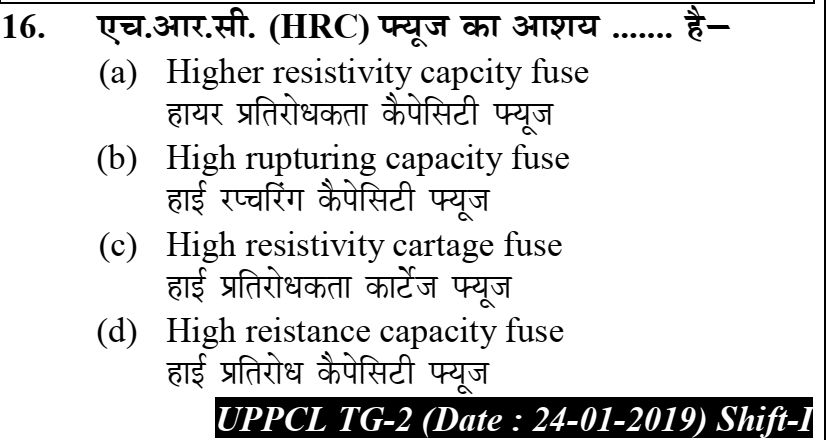 16. एच.आर.सी. (HRC) फ्यूज का आशय ....... है–
(a) Higher resistivity capcity fuse
हायर प्रतिरोधकता कैपेसिटी फ्यूज
(b) High rupturing capacity fuse
हाई रप्चरिंग कैपेसिटी फ्यूज
(c) High resistivity cartage fuse
हाई प्रतिरोधकता कार्टेज फ्यूज
(d) High reistance capacity fuse
हाई प्रतिरोध कैपेसिटी फ्यूज
UPPCL TG-2 (Date : 24-01-2019) Shift-I